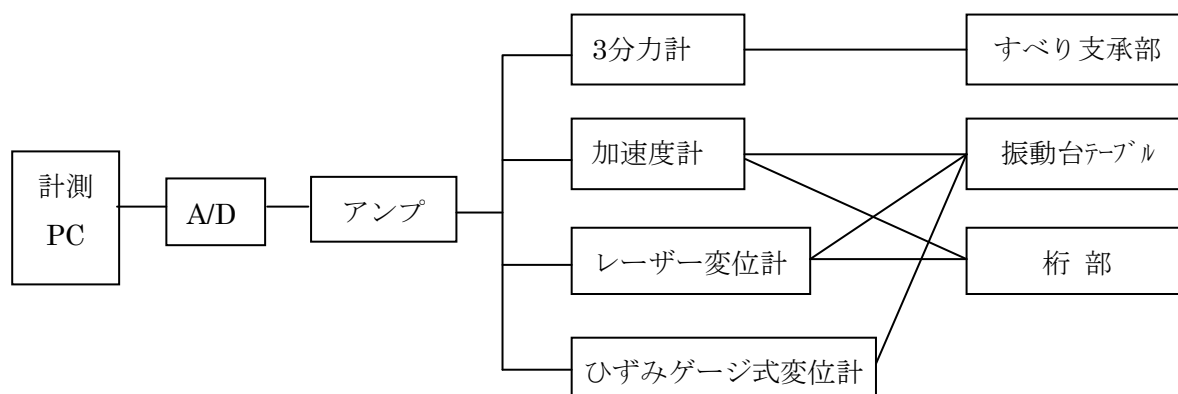 計測
PC
A/D
アンプ
3分力計
加速度計
レーザー変位計
ひずみゲージ式変位計
すべり支承部
振動台ﾃｰﾌﾞﾙ
桁 部